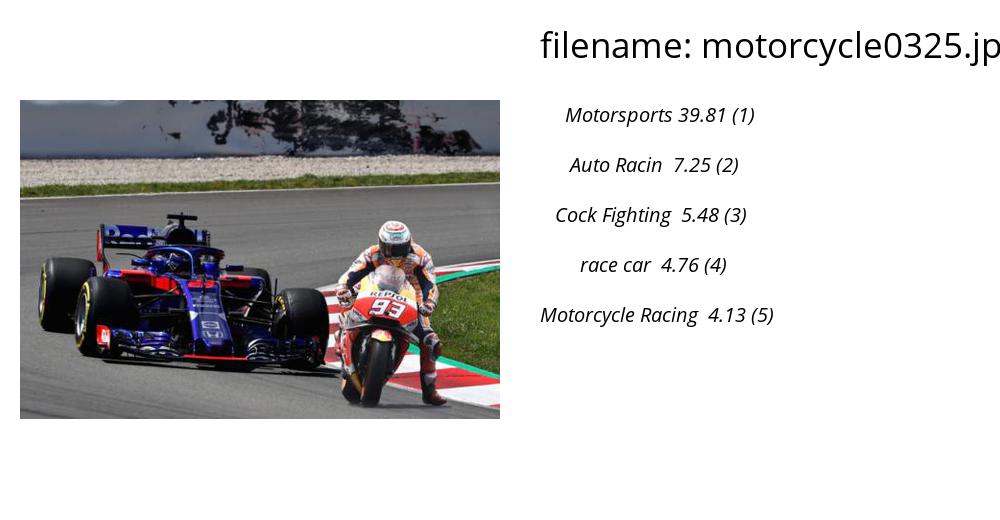 filename: motorcycle0325.jp
Motorsports 39.81 (1)
Auto Racin 7.25 (2)
Cock Fighting 5.48 (3)
race car 4.76 (4)
Motorcycle Racing 4.13 (5)
REPSOL
93